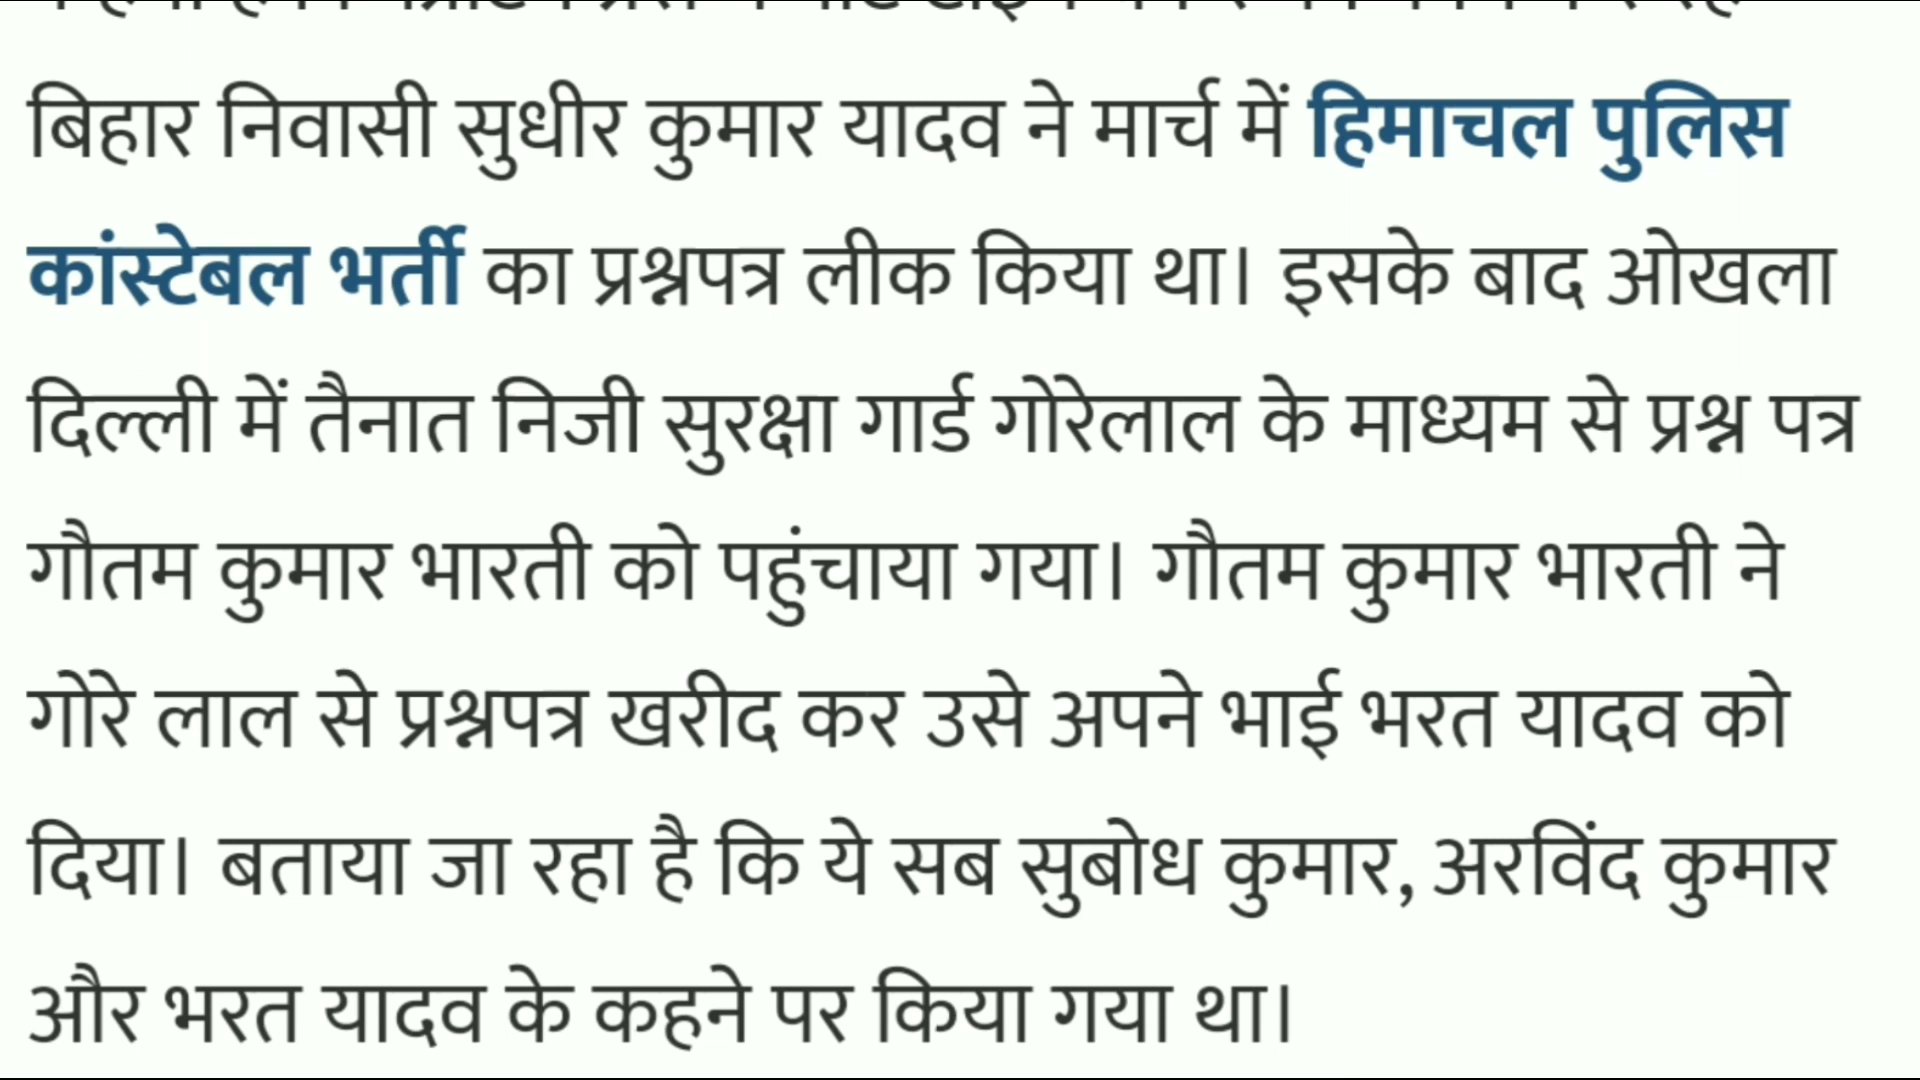 बिहार निवासी सुधीर कुमार यादव ने मार्च में हिमाचल पुलिस
कांस्टेबल भर्ती का प्रश्नपत्र लीक किया था। इसके बाद ओखला
दिल्ली में तैनात निजी सुरक्षा गार्ड गोरेलाल के माध्यम से प्रश्न पत्र
गौतम कुमार भारती को पहुंचाया गया। गौतम कुमार भारती ने
गोरे लाल से प्रश्नपत्र खरीद कर उसे अपने भाई भरत यादव को
दिया। बताया जा रहा है कि ये सब सुबोध कुमार, अरविंद कुमार
और भरत यादव के कहने पर किया गया था।